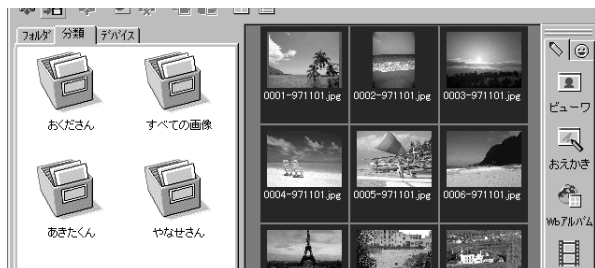 フォルダ 分類 デバイス
おくださん すべての画像
あきたくん やなせさん
0001-971101.jpg 0002-971101.jpg 0003-971101.jpg
0004-971101.jpg 0005-971101.jpg 0006-971101.jpg
ビューワ
おえかき
Wbアルバム